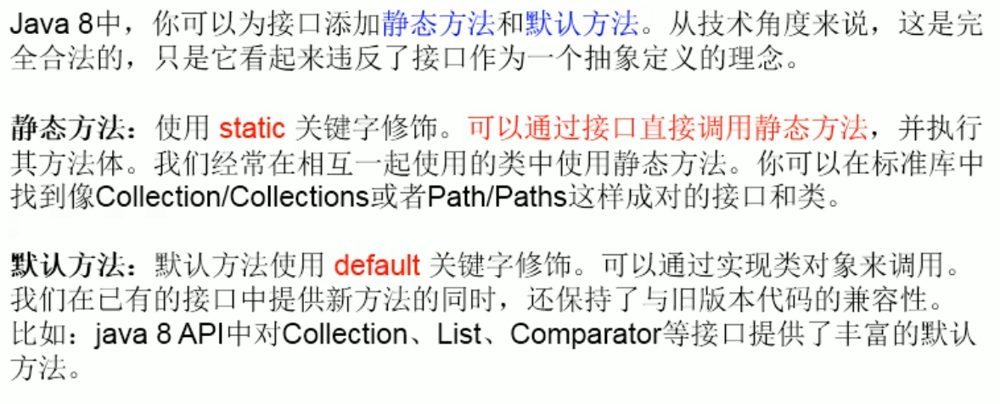 Java 8中，你可以为接口添加静态方法和默认方法。从技术角度来说，这是完
全合法的，只是它看起来违反了接口作为一个抽象定义的理念。
静态方法：使用 static 关键字修饰。可以通过接口直接调用静态方法，并执行
其方法体。我们经常在相互一起使用的类中使用静态方法。你可以在标准库中
找到像Collection/Collections或者Path/Paths这样成对的接口和类。
默认方法：默认方法使用 default 关键字修饰。可以通过实现类对象来调用。
我们在已有的接口中提供新方法的同时，还保持了与旧版本代码的兼容性。
比如：java 8 API中对Collection、List、Comparator等接口提供了丰富的默认
方法。